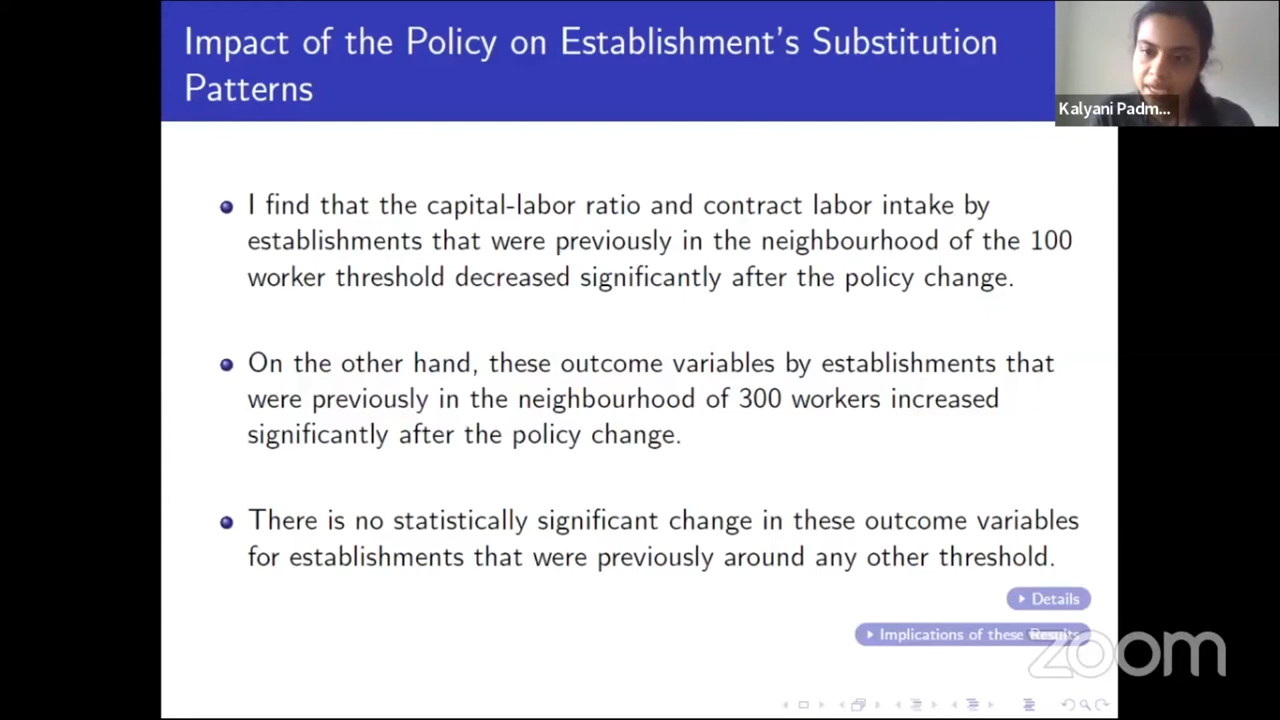 Impact of the Policy on Establishment's Substitution
Patterns
Kalyani Padm...
I find that the capital-labor ratio and contract labor intake by
establishments that were previously in the neighbourhood of the 100
worker threshold decreased significantly after the policy change.
On the other hand, these outcome variables by establishments that
were previously in the neighbourhood of 300 workers increased
significantly after the policy change.
There is no statistically significant change in these outcome variables
for establishments that were previously around any other threshold.
Details
Implications of these Results
zoom